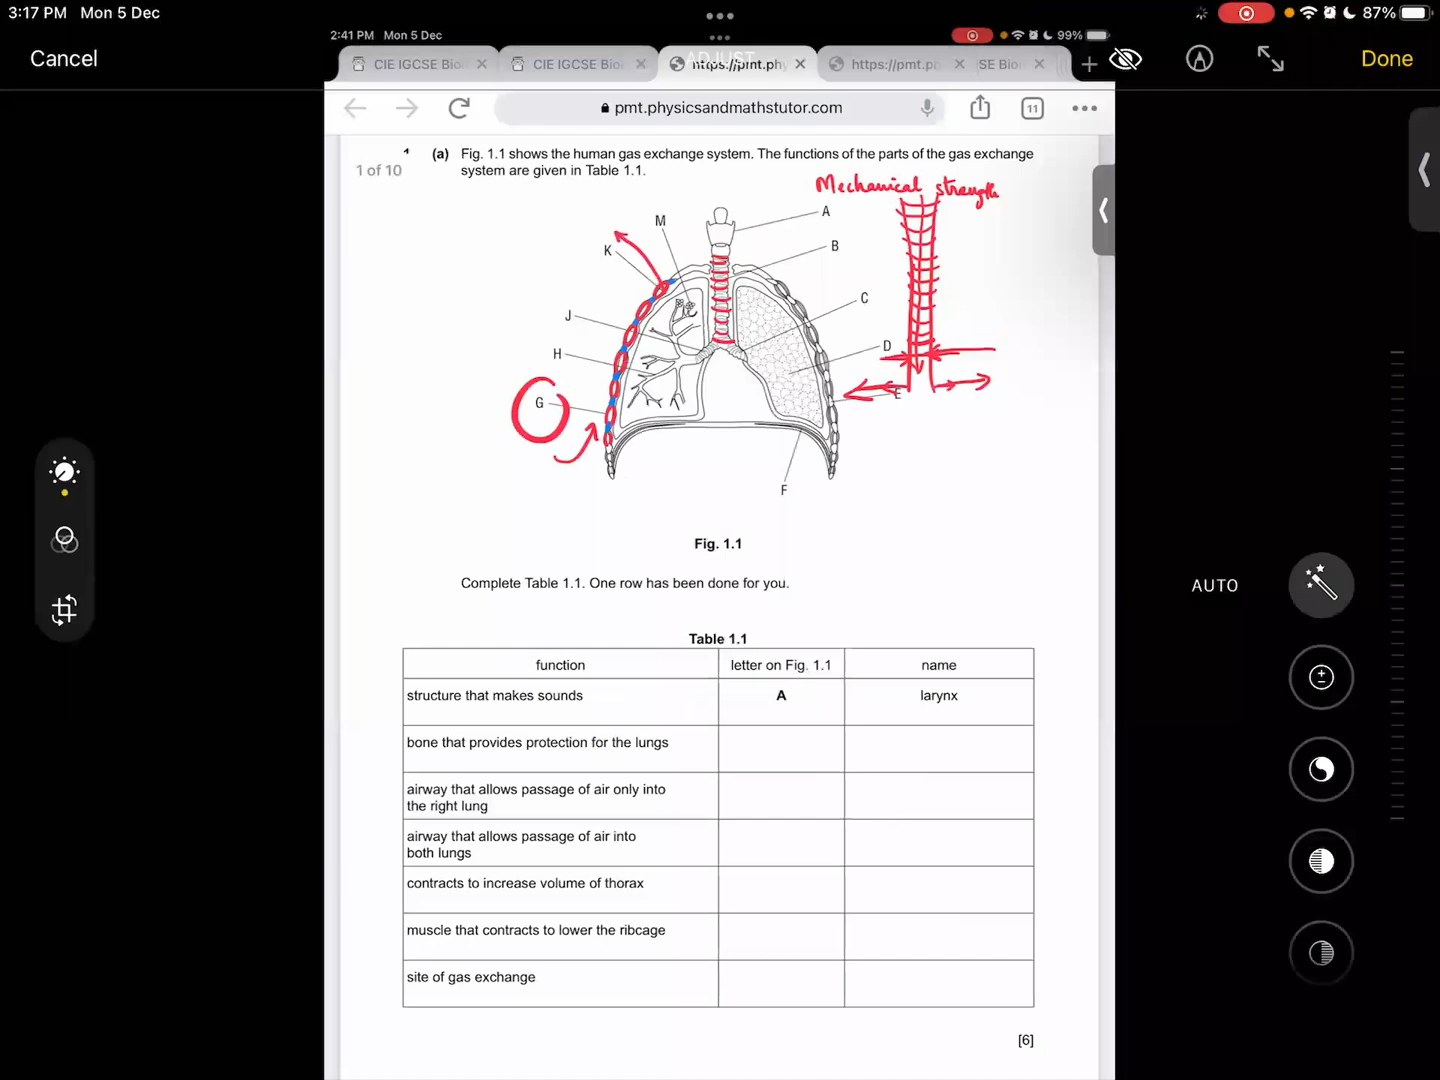 3:17 PM Mon 5 Dec
87%
Cancel
ADJUST
Done
2:41 PM Mon 5 Dec
99%
CIE IGCSE Bio
CIE IGCSE Bio
https://pmt.phy
https://pmt.ph
SE Bio
pmt.physicsandmathstutor.com
11
1 of 10
1 (a) Fig. 1.1 shows the human gas exchange system. The functions of the parts of the gas exchange
system are given in Table 1.1.
Mechanical strength
M
A
K
B
C
J
D
H
E
G
F
Fig. 1.1
Complete Table 1.1. One row has been done for you.
AUTO
Table 1.1
function letter on Fig. 1.1 name
structure that makes sounds A larynx
bone that provides protection for the lungs
airway that allows passage of air only into
the right lung
airway that allows passage of air into
both lungs
contracts to increase volume of thorax
muscle that contracts to lower the ribcage
site of gas exchange
[6]